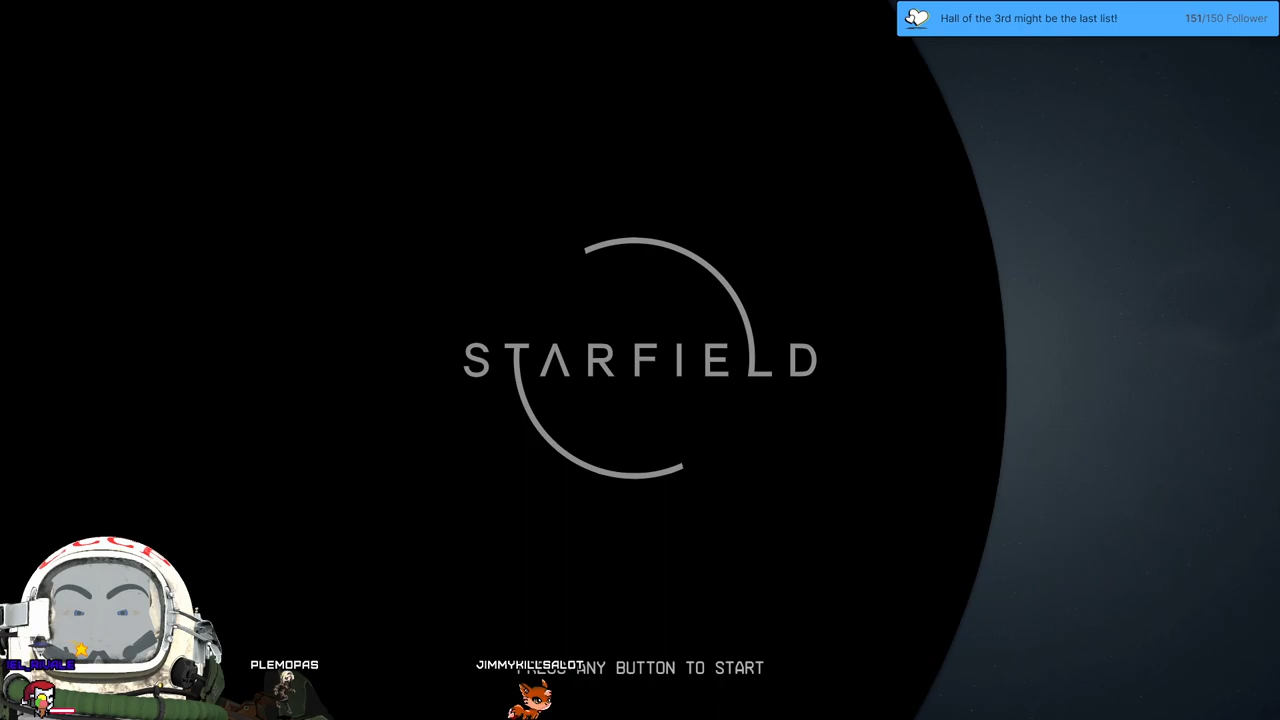 Hall of the 3rd might be the last list! 151/150 Follower
STARFIELD
PLEMOPAS
JIMMYKILLSALOT
PRESS ANY BUTTON TO START